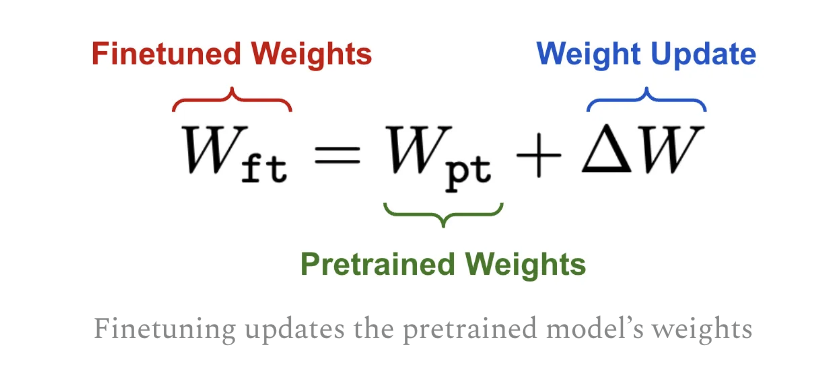 Finetuned Weights Weight Update
W_ft = W_pt + ΔW
Pretrained Weights
Finetuning updates the pretrained model’s weights